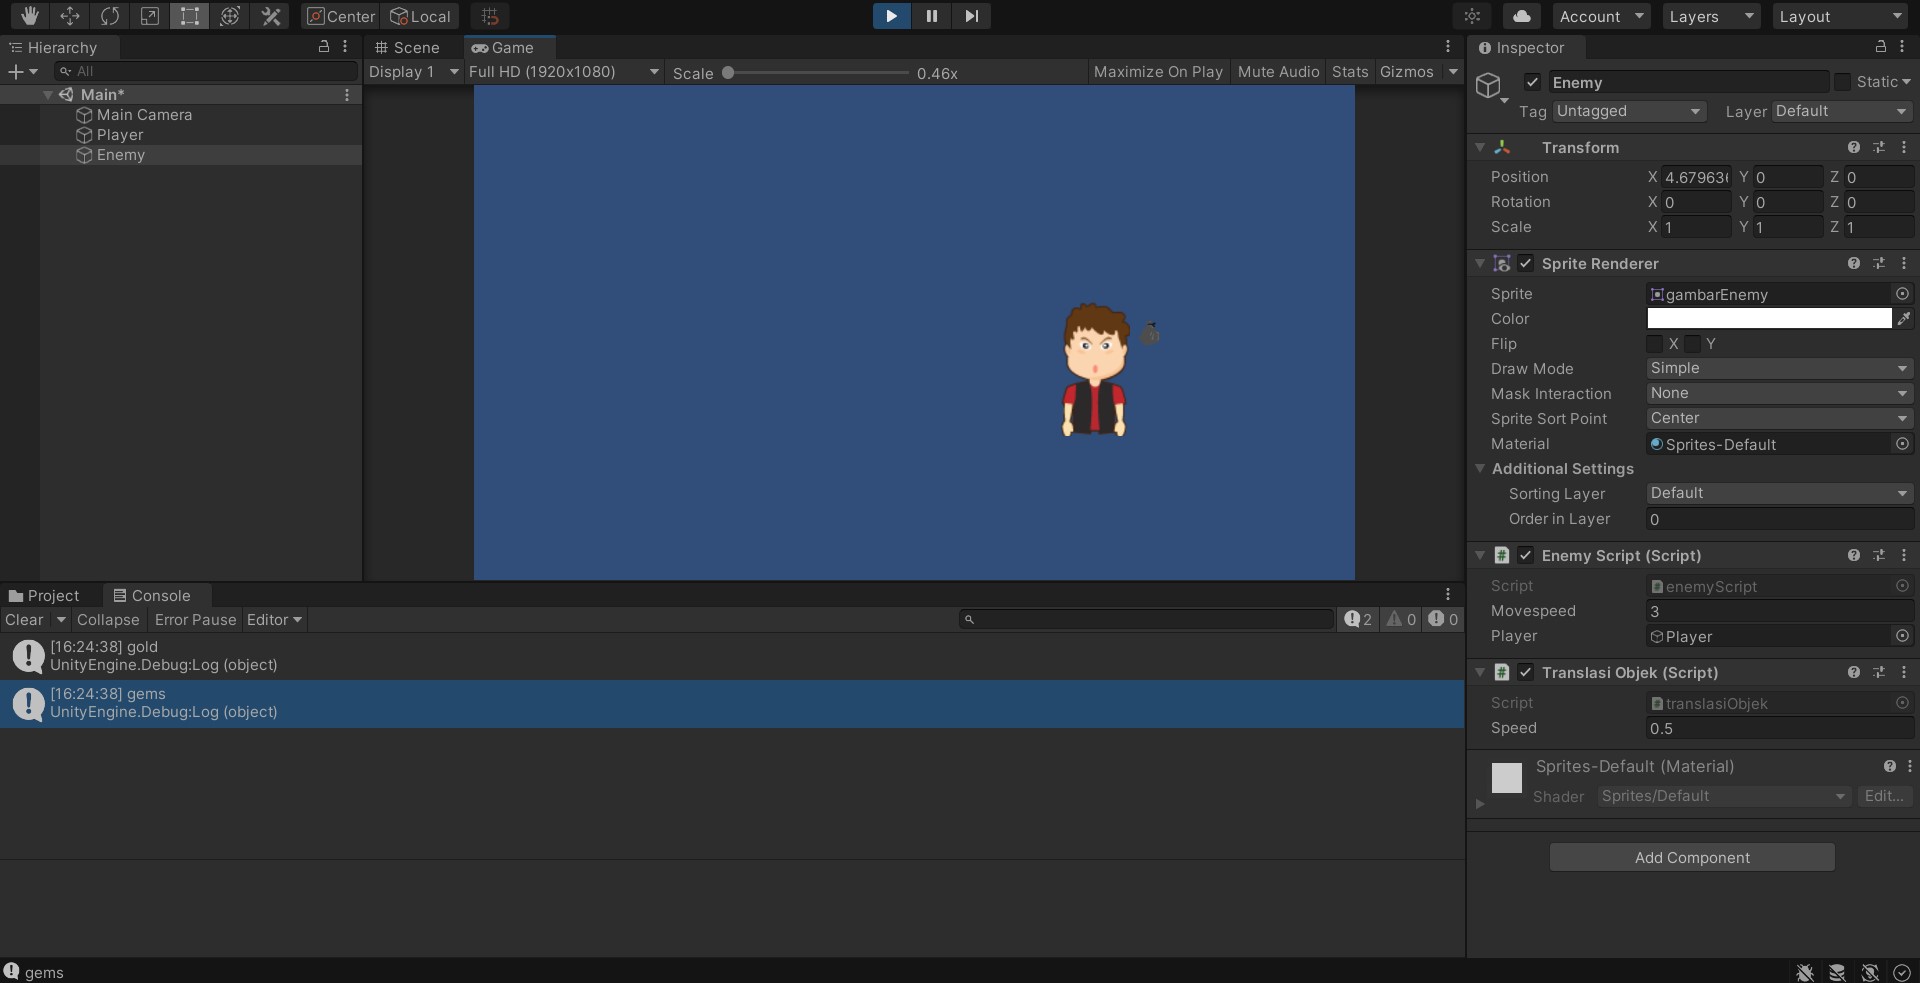 Center Local Account Layers Layout
Hierarchy
All
Main*
Main Camera
Player
Enemy
Scene Game
Display 1 Full HD (1920x1080) Scale 0.46x Maximize On Play Mute Audio Stats Gizmos
Project Console
Clear Collapse Error Pause Editor 2 0 0
[16:24:38] gold
UnityEngine.Debug:Log (object)
[16:24:38] gems
UnityEngine.Debug:Log (object)
gems
Inspector
Enemy Static
Tag Untagged Layer Default
Transform
Position X 4.67963 Y 0 Z 0
Rotation X 0 Y 0 Z 0
Scale X 1 Y 1 Z 1
Sprite Renderer
Sprite gambarEnemy
Color
Flip X Y
Draw Mode Simple
Mask Interaction None
Sprite Sort Point Center
Material Sprites-Default
Additional Settings
Sorting Layer Default
Order in Layer 0
# Enemy Script (Script)
Script enemyScript
Movespeed 3
Player Player
# Translasi Objek (Script)
Script translasiObjek
Speed 0.5
Sprites-Default (Material)
Shader Sprites/Default Edit...
Add Component